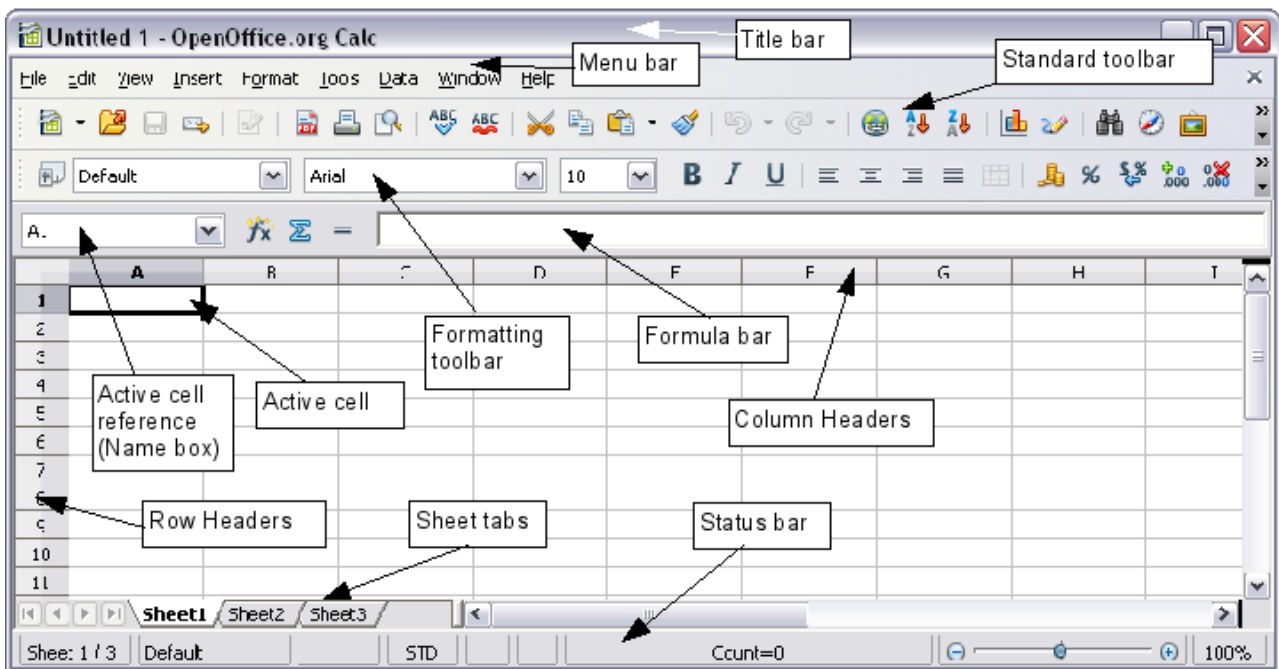 Untitled 1 - OpenOffice.org Calc
Title bar
Menu bar
Standard toolbar
File Edit View Insert Format Tools Data Window Help
Default Arial 10
A B C D E F G H I
1
2
3
4
5
6
7
8
9
10
11
Formatting
toolbar
Formula bar
Active cell
reference
(Name box)
Active cell
Column Headers
Row Headers
Sheet tabs
Status bar
Sheet1 Sheet2 Sheet3
Sheet 1 / 3 Default STD Count=0 100%